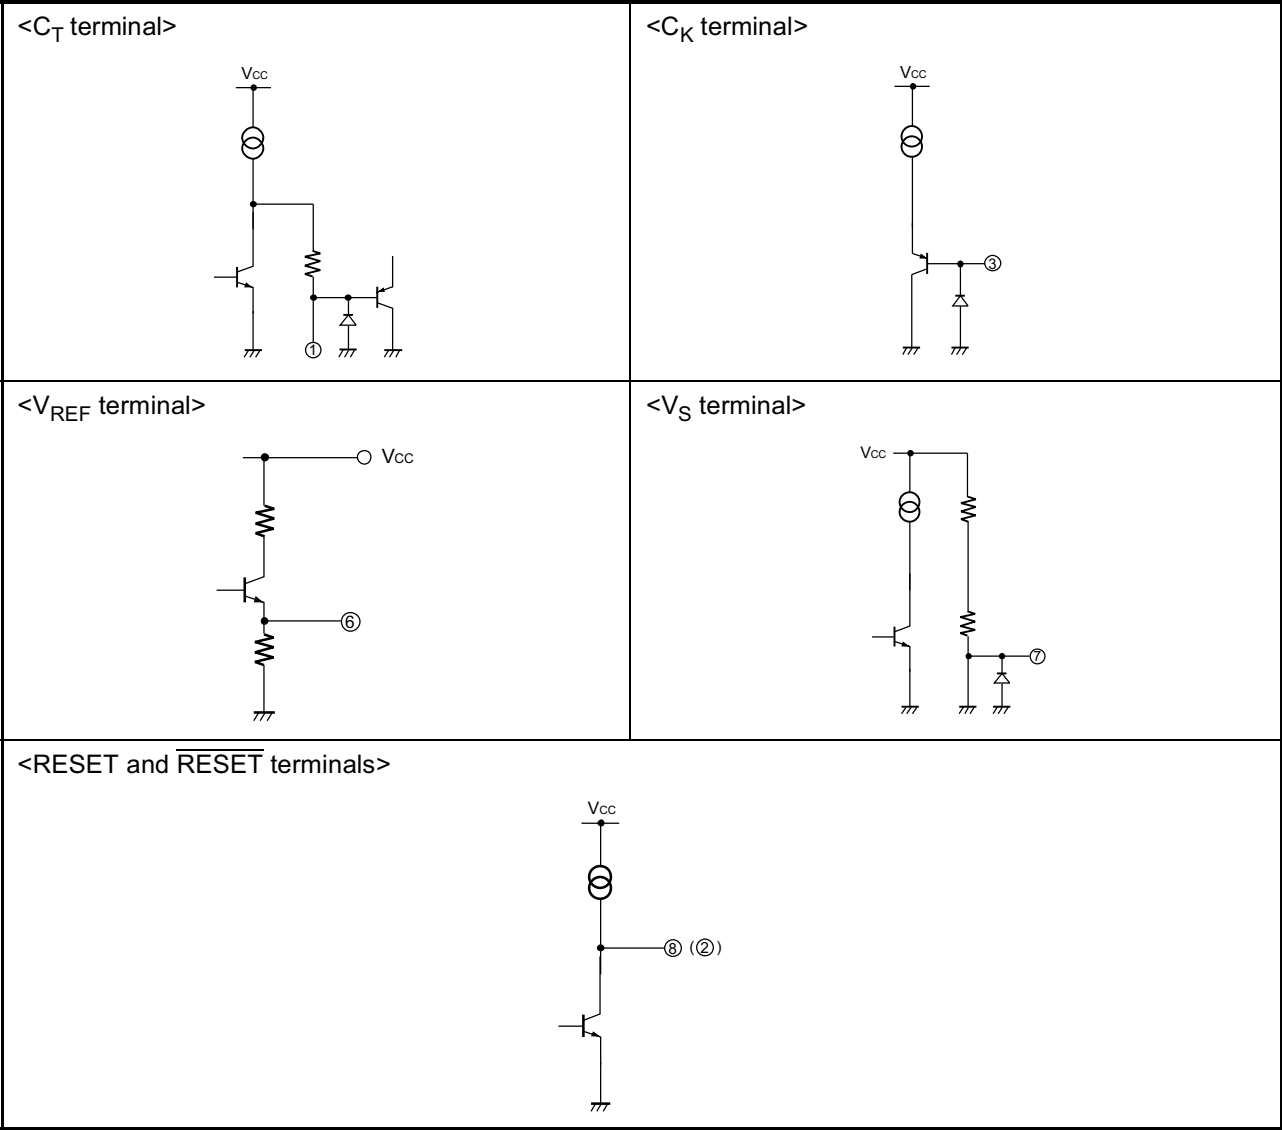 <CT terminal>
Vcc
①
<CK terminal>
Vcc
③
<VREF terminal>
Vcc
⑥
<VS terminal>
Vcc
⑦
<RESET and R̅E̅S̅E̅T̅ terminals>
Vcc
⑧ (②)